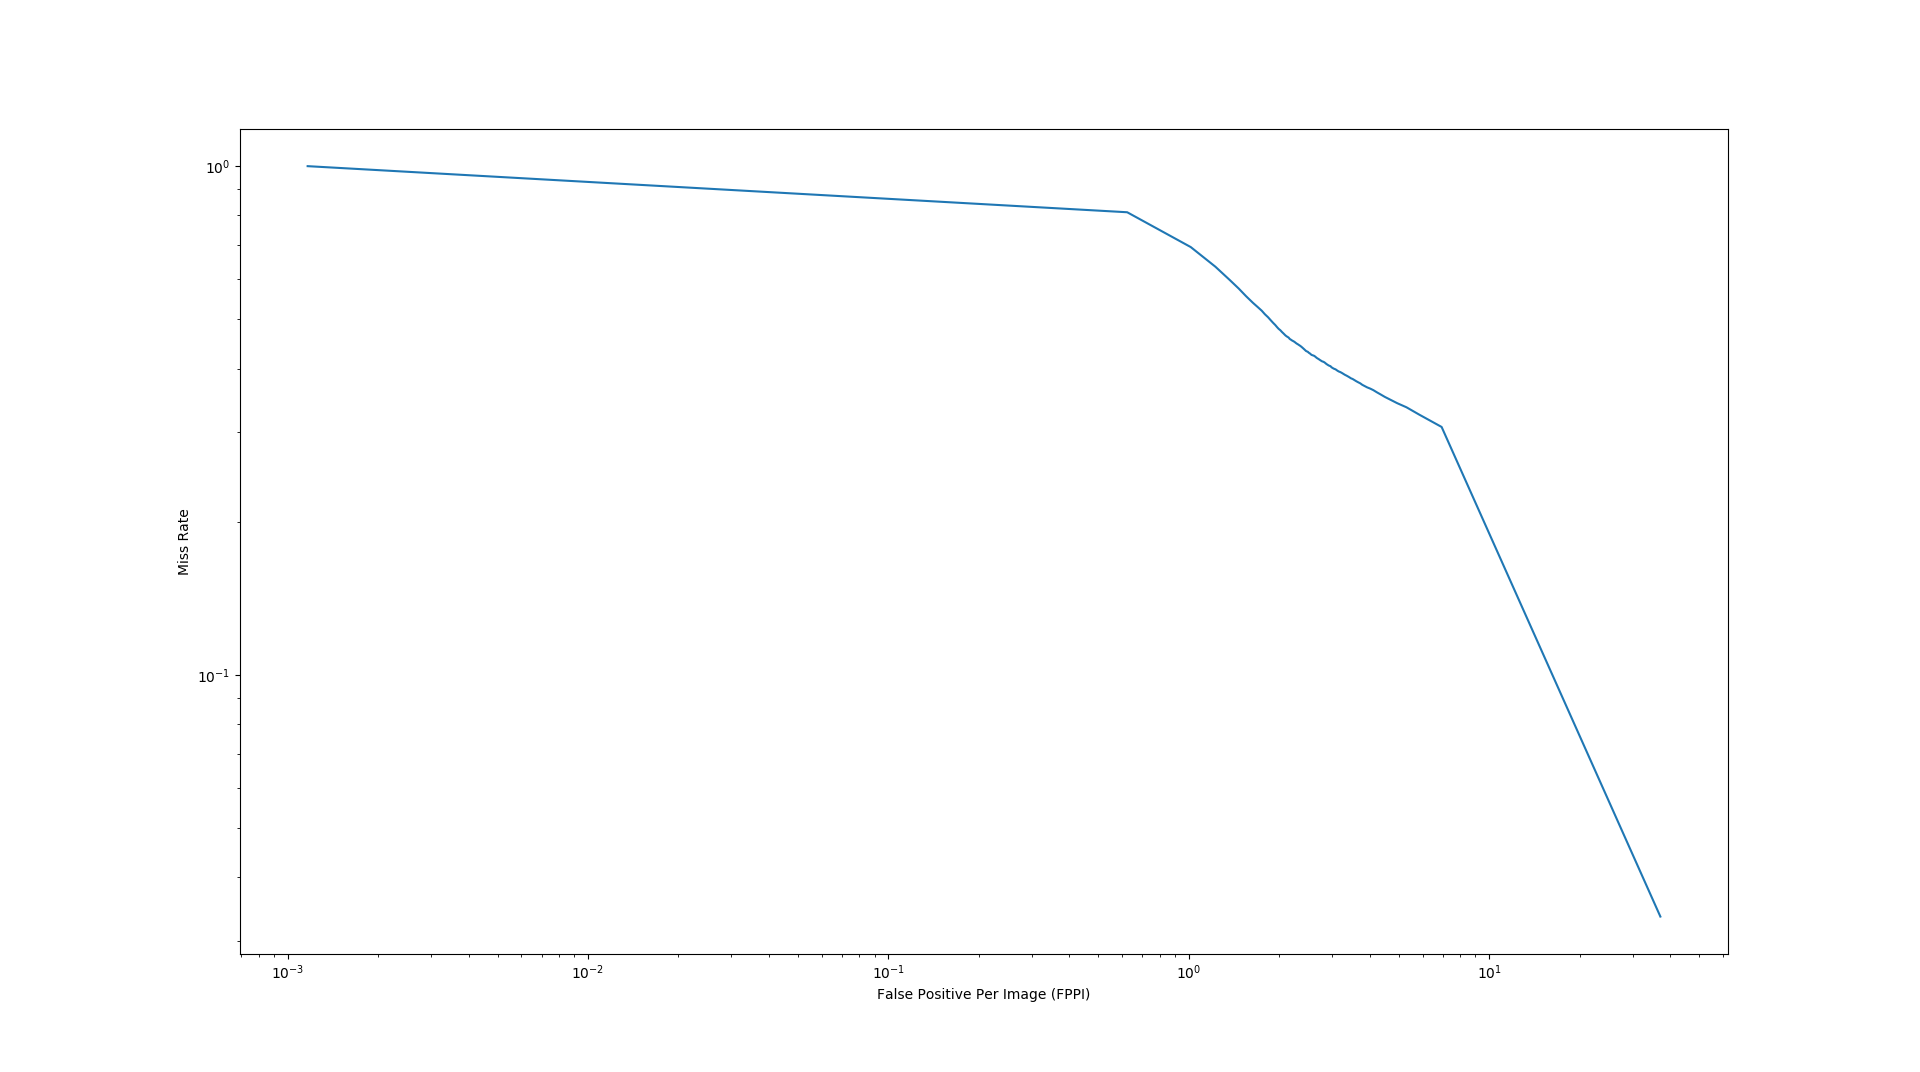 10⁰
10⁻¹
Miss Rate
10⁻³ 10⁻² 10⁻¹ 10⁰ 10¹
False Positive Per Image (FPPI)